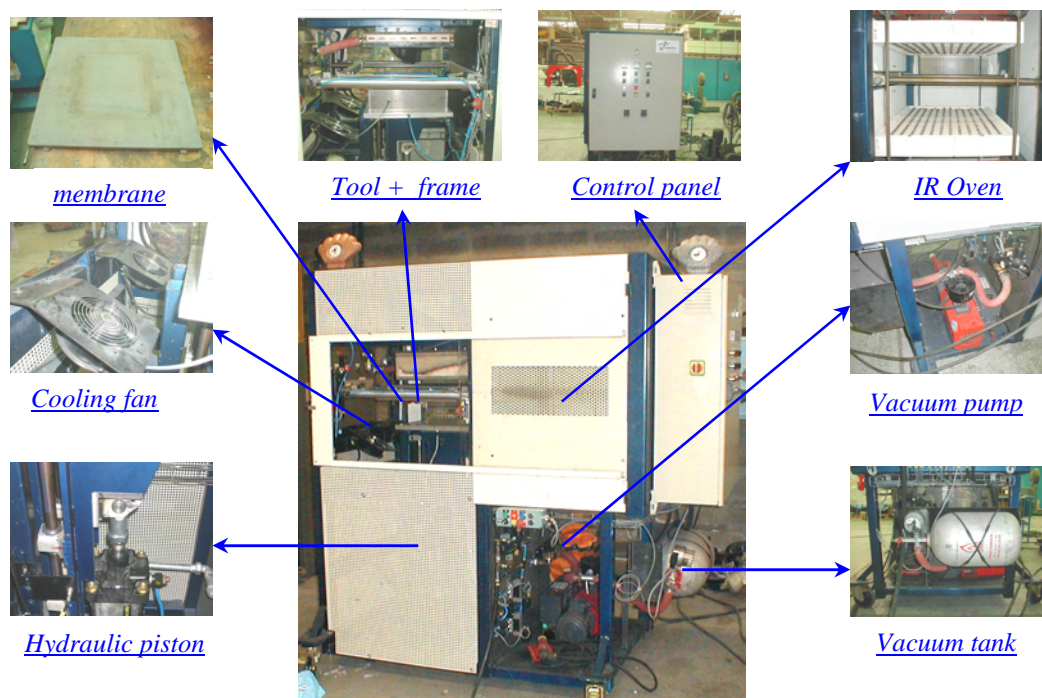 membrane
Tool + frame
Control panel
IR Oven
Cooling fan
Vacuum pump
Hydraulic piston
Vacuum tank